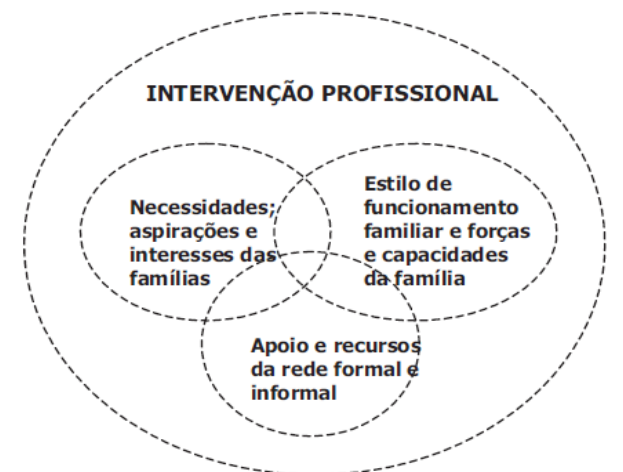 INTERVENÇÃO PROFISSIONAL
Necessidades;
aspirações e
interesses das
famílias
Estilo de
funcionamento
familiar e forças
e capacidades
da família
Apoio e recursos
da rede formal e
informal